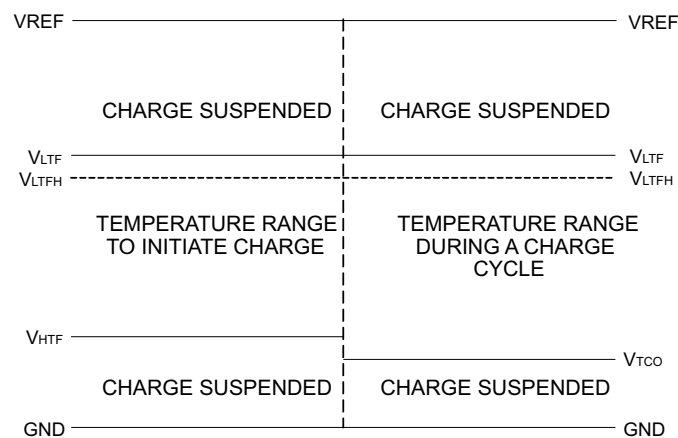 VREF VREF
CHARGE SUSPENDED CHARGE SUSPENDED
VLTF VLTF
VLTFH VLTFH
TEMPERATURE RANGE TEMPERATURE RANGE
TO INITIATE CHARGE DURING A CHARGE
CYCLE
VHTF
VTCO
CHARGE SUSPENDED CHARGE SUSPENDED
GND GND